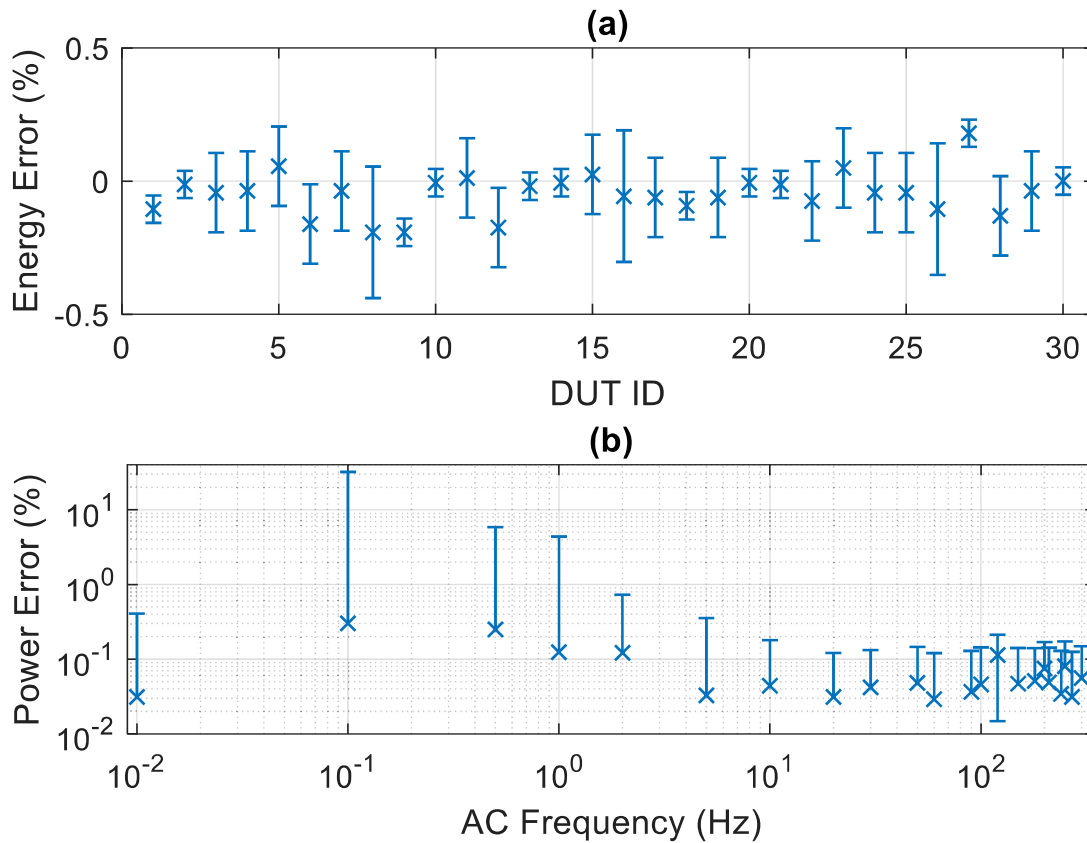 (a)
Energy Error (%)
0.5
0
-0.5
0 5 10 15 20 25 30
DUT ID
(b)
Power Error (%)
10^1
10^0
10^-1
10^-2
10^-2 10^-1 10^0 10^1 10^2
AC Frequency (Hz)